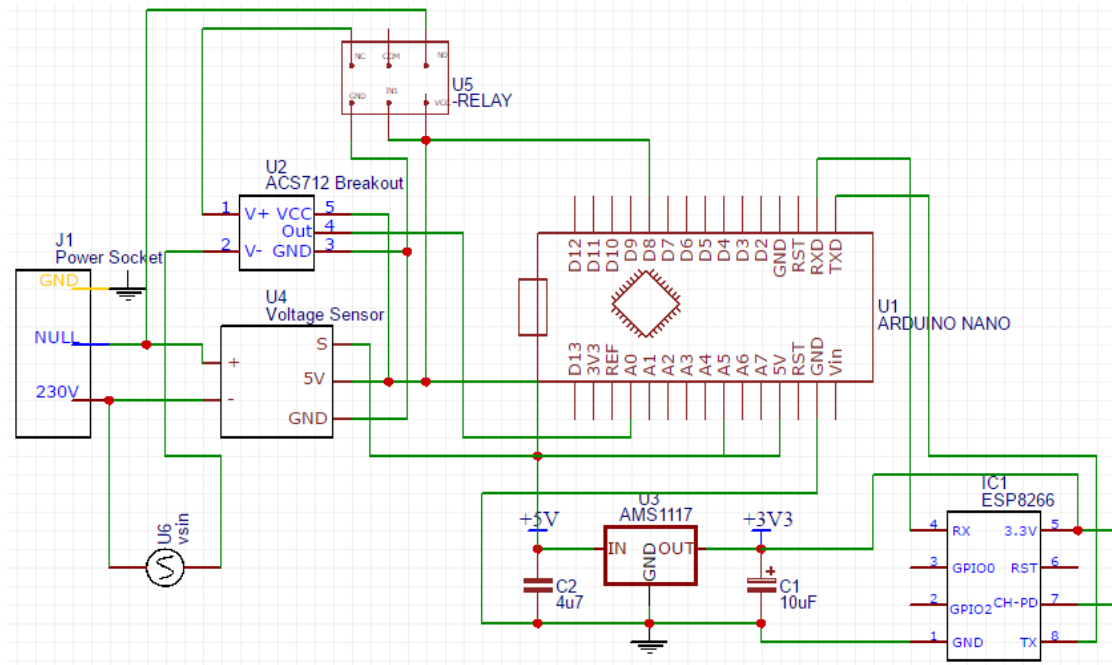 NC COM NO
U5
-RELAY
GND IN1 VCC
U2
ACS712 Breakout
1 V+ VCC 5
Out 4
2 V- GND 3
J1
Power Socket
GND
NULL
230V
U4
Voltage Sensor
S
+
5V
-
GND
D12 D11 D10 D9 D8 D7 D6 D5 D4 D3 D2 GND RST RXD TXD
U1
ARDUINO NANO
D13 3V3 REF A0 A1 A2 A3 A4 A5 A6 A7 5V RST GND Vin
U6
vsin
+5V
U3
AMS1117
IN GND OUT
+3V3
C2
4u7
+
C1
10uF
IC1
ESP8266
4 RX 3.3V 5
3 GPIO0 RST 6
2 GPIO2 CH-PD 7
1 GND TX 8